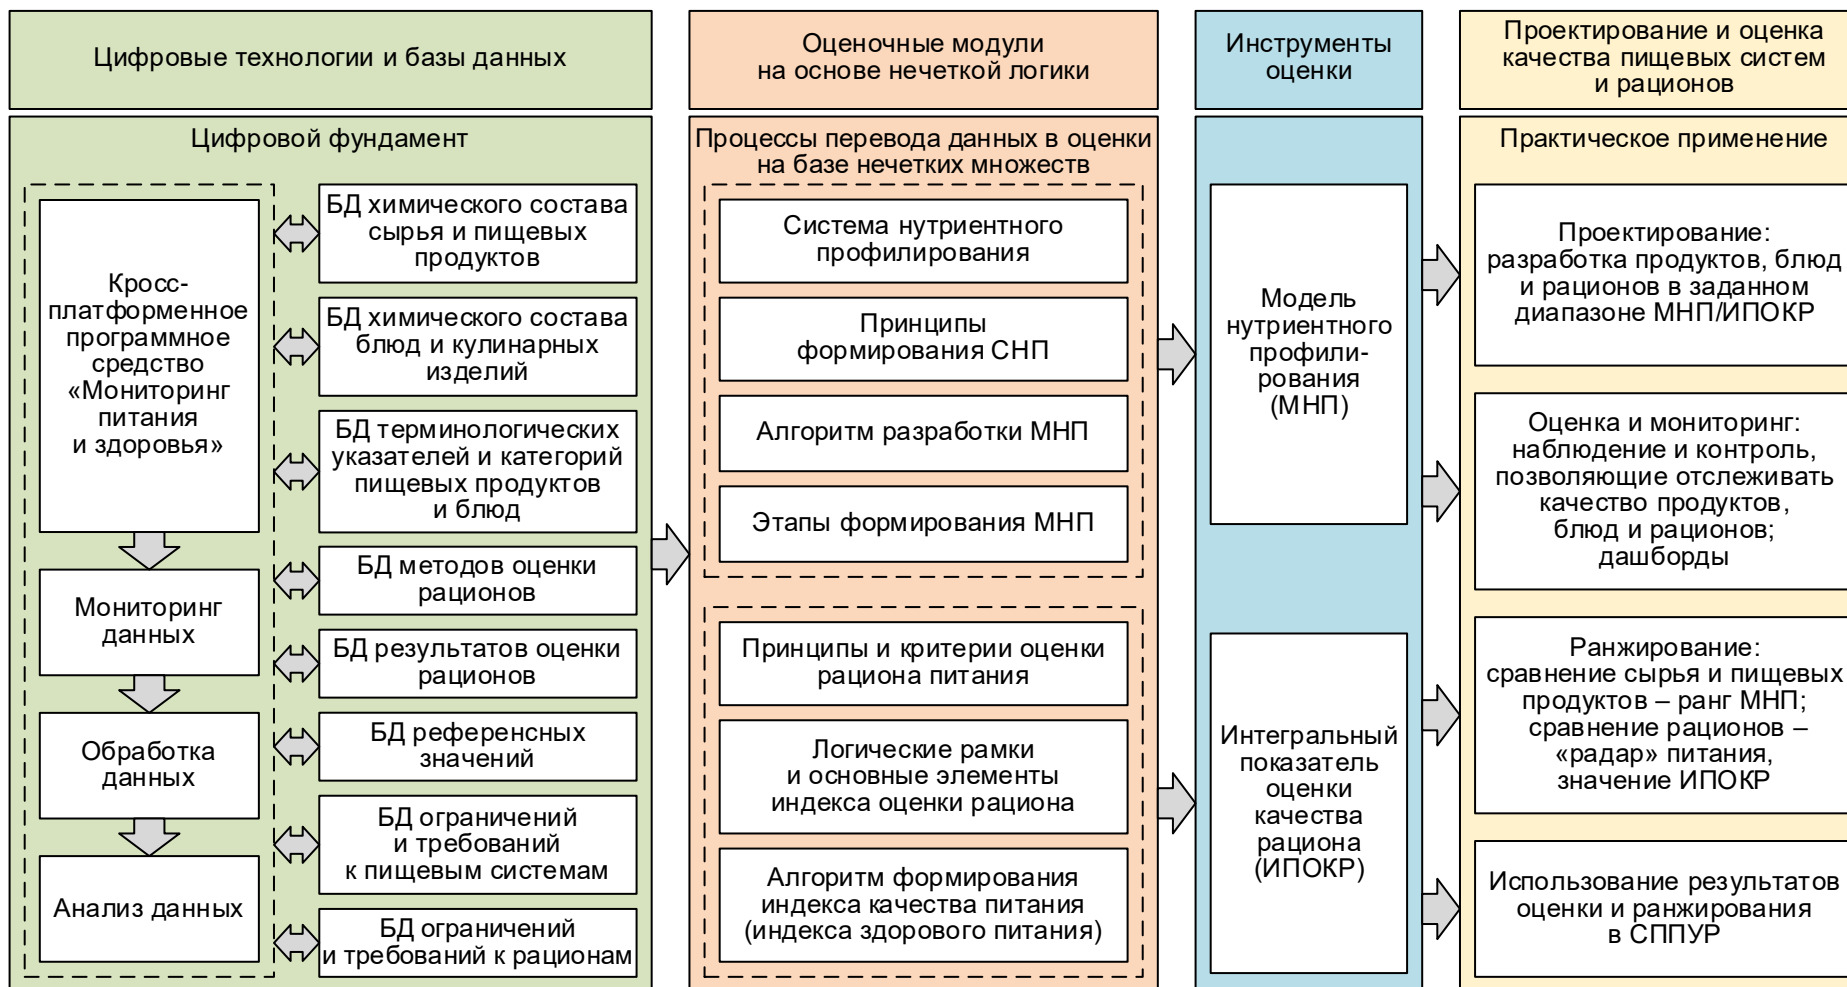 Цифровые технологии и базы данных
Оценочные модули
на основе нечеткой логики
Инструменты
оценки
Проектирование и оценка
качества пищевых систем
и рационов
Цифровой фундамент
Кросс-
платформенное
программное
средство
«Мониторинг
питания
и здоровья»
Мониторинг
данных
Обработка
данных
Анализ данных
БД химического состава
сырья и пищевых
продуктов
БД химического состава
блюд и кулинарных
изделий
БД терминологических
указателей и категорий
пищевых продуктов
и блюд
БД методов оценки
рационов
БД результатов оценки
рационов
БД референсных
значений
БД ограничений
и требований
к пищевым системам
БД ограничений
и требований к рационам
Процессы перевода данных в оценки
на базе нечетких множеств
Система нутриентного
профилирования
Принципы
формирования СНП
Алгоритм разработки МНП
Этапы формирования МНП
Принципы и критерии оценки
рациона питания
Логические рамки
и основные элементы
индекса оценки рациона
Алгоритм формирования
индекса качества питания
(индекса здорового питания)
Модель
нутриентного
профили-
рования
(МНП)
Интегральный
показатель
оценки
качества
рациона
(ИПОКР)
Практическое применение
Проектирование:
разработка продуктов, блюд
и рационов в заданном
диапазоне МНП/ИПОКР
Оценка и мониторинг:
наблюдение и контроль,
позволяющие отслеживать
качество продуктов,
блюд и рационов;
дашборды
Ранжирование:
сравнение сырья и пищевых
продуктов – ранг МНП;
сравнение рационов –
«радар» питания,
значение ИПОКР
Использование результатов
оценки и ранжирования
в СППУР